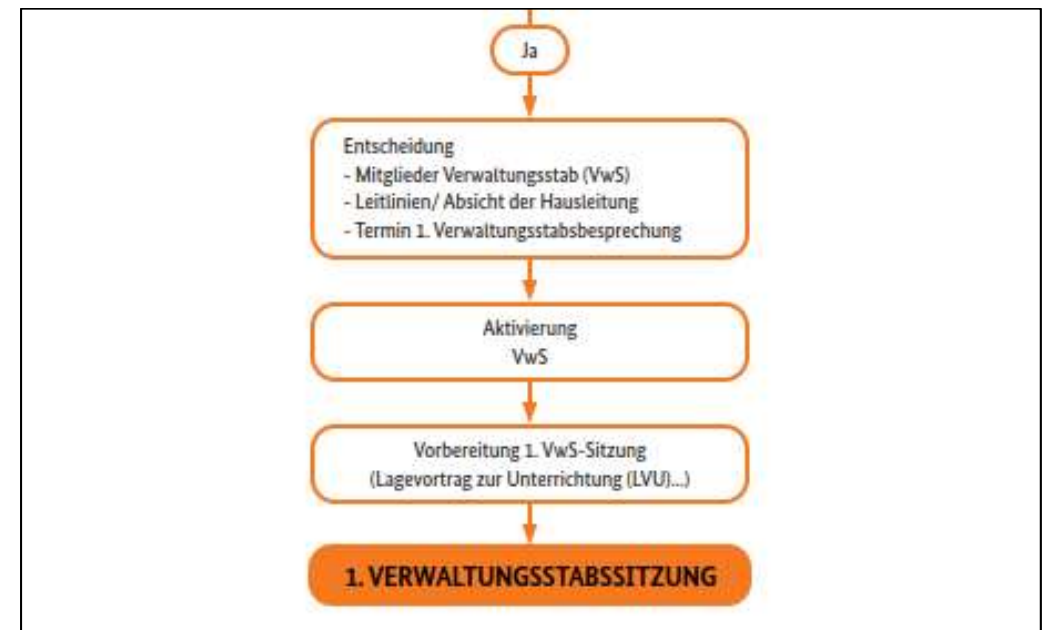 Ja
Entscheidung
- Mitglieder Verwaltungsstab (VwS)
- Leitlinien/ Absicht der Hausleitung
- Termin 1. Verwaltungsstabsbesprechung
Aktivierung
VwS
Vorbereitung 1. VwS-Sitzung
(Lagevortrag zur Unterrichtung (LVU)...)
1. VERWALTUNGSSTABSSITZUNG